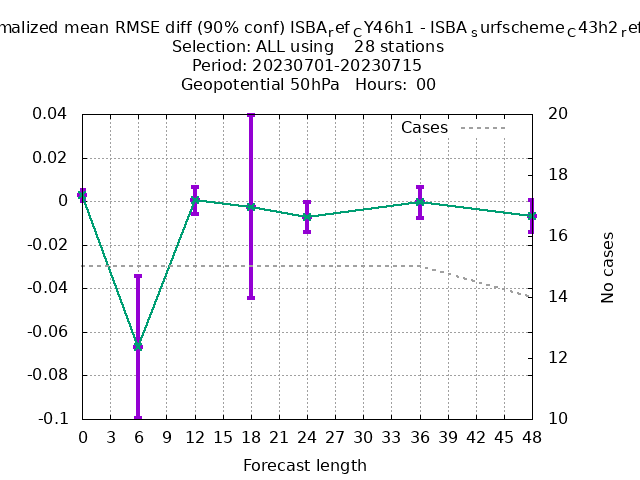 malized mean RMSE diff (90% conf) ISBA_ref_CY46h1 - ISBA_surfscheme_C43h2_ref
Selection: ALL using 28 stations
Period: 20230701-20230715
Geopotential 50hPa Hours: 00
Cases
0.04
0.02
0
-0.02
-0.04
-0.06
-0.08
-0.1
20
18
16
14
12
10
No cases
0 3 6 9 12 15 18 21 24 27 30 33 36 39 42 45 48
Forecast length